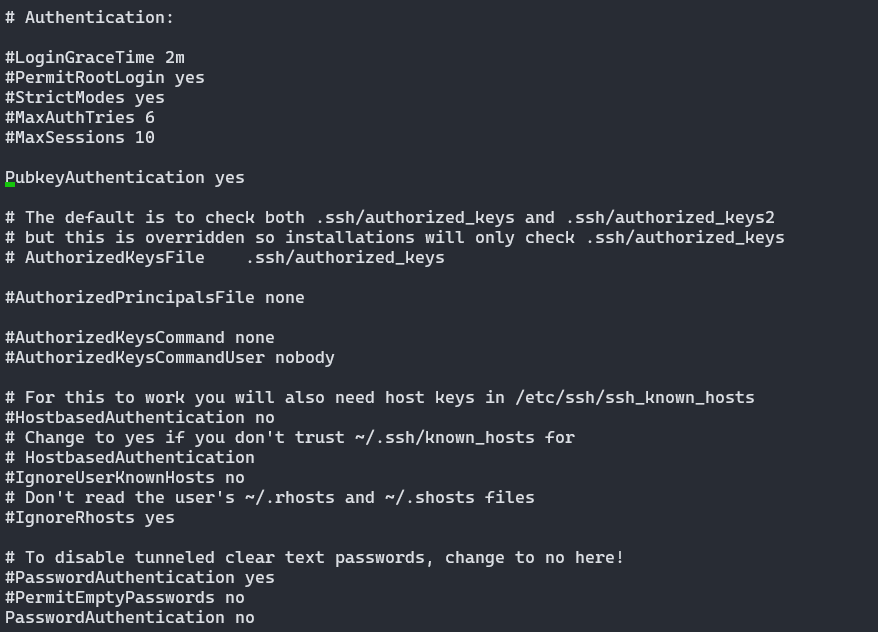 # Authentication:
#LoginGraceTime 2m
#PermitRootLogin yes
#StrictModes yes
#MaxAuthTries 6
#MaxSessions 10
PubkeyAuthentication yes
# The default is to check both .ssh/authorized_keys and .ssh/authorized_keys2
# but this is overridden so installations will only check .ssh/authorized_keys
# AuthorizedKeysFile    .ssh/authorized_keys
#AuthorizedPrincipalsFile none
#AuthorizedKeysCommand none
#AuthorizedKeysCommandUser nobody
# For this to work you will also need host keys in /etc/ssh/ssh_known_hosts
#HostbasedAuthentication no
# Change to yes if you don't trust ~/.ssh/known_hosts for
# HostbasedAuthentication
#IgnoreUserKnownHosts no
# Don't read the user's ~/.rhosts and ~/.shosts files
#IgnoreRhosts yes
# To disable tunneled clear text passwords, change to no here!
#PasswordAuthentication yes
#PermitEmptyPasswords no
PasswordAuthentication no